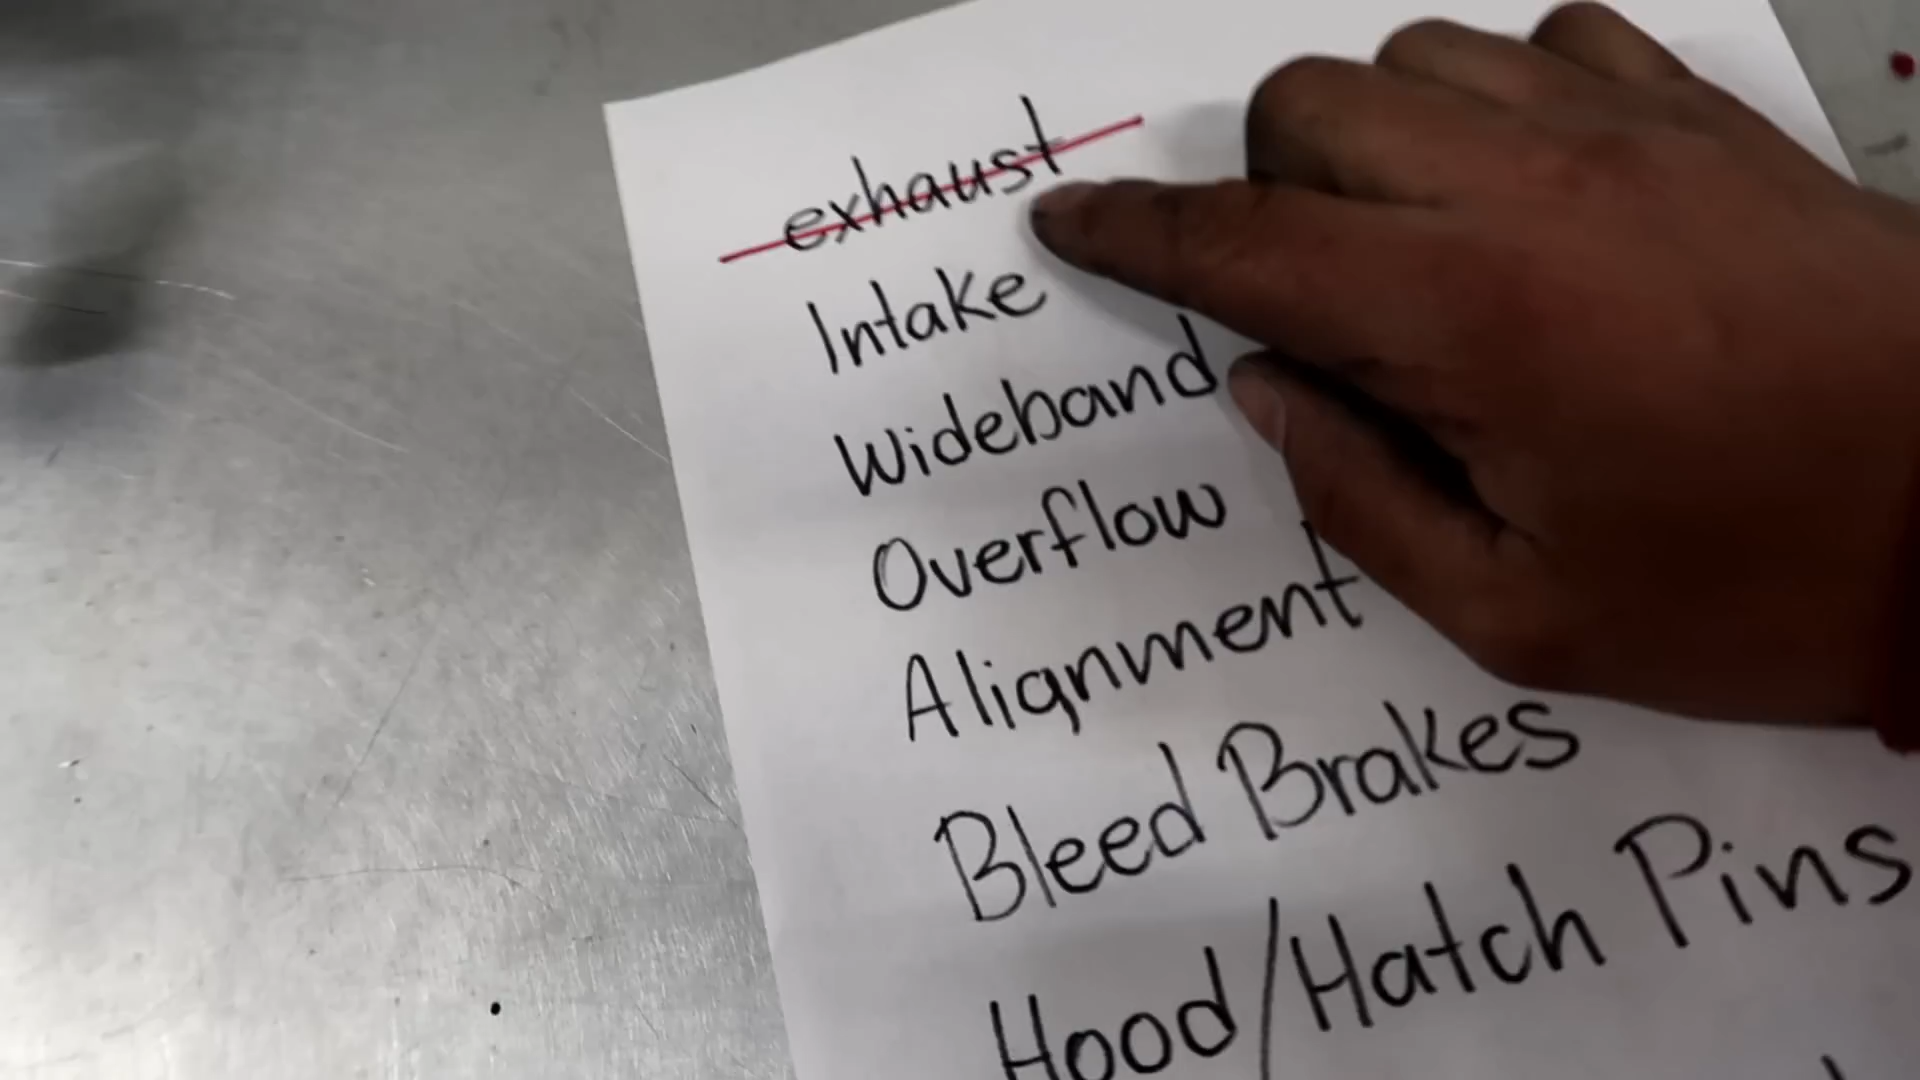 exhaust
Intake
Wideband
Overflow
Alignment
Bleed Brakes
Hood/Hatch Pins